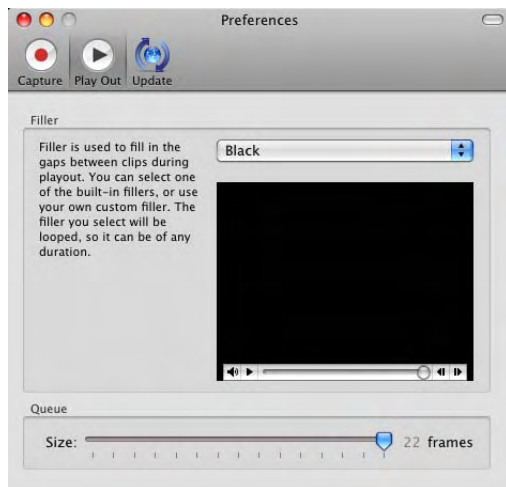 Preferences
Capture Play Out Update
Filler
Filler is used to fill in the
gaps between clips during
playout. You can select one
of the built-in fillers, or use
your own custom filler. The
filler you select will be
looped, so it can be of any
duration.
Black
Queue
Size: 22 frames